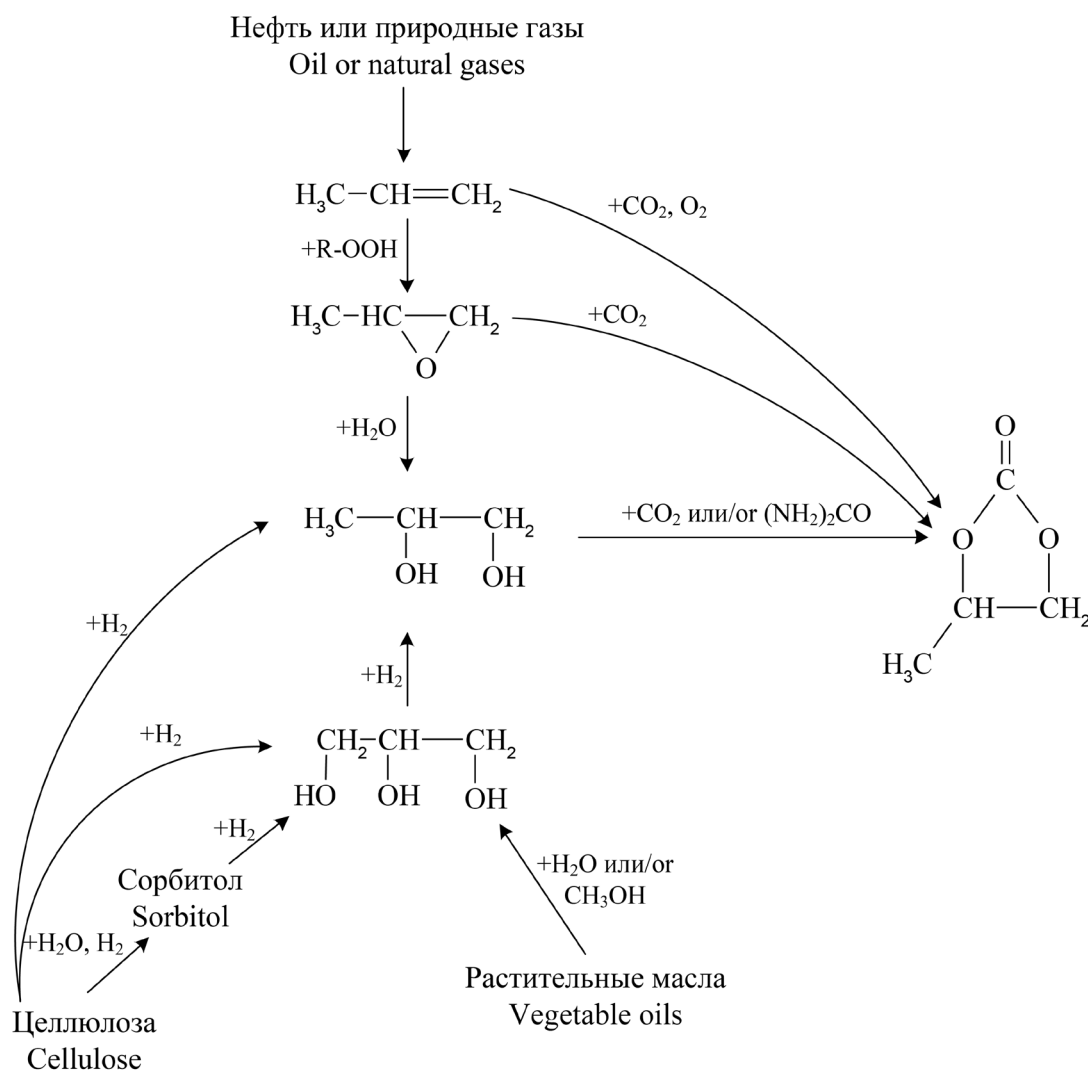 Нефть или природные газы
Oil or natural gases
H₃C–CH=CH₂
+CO₂, O₂
+R-OOH
H₃C–HC–CH₂
O
+CO₂
+H₂O
O
C
O
O
CH–CH₂
H₃C
H₃C–CH–CH₂
OH
OH
+CO₂ или/or (NH₂)₂CO
+H₂
+H₂
+H₂
CH₂–CH–CH₂
HO
OH
OH
+H₂
Сорбитол
Sorbitol
+H₂O или/or
CH₃OH
+H₂O, H₂
Растительные масла
Vegetable oils
Целлюлоза
Cellulose